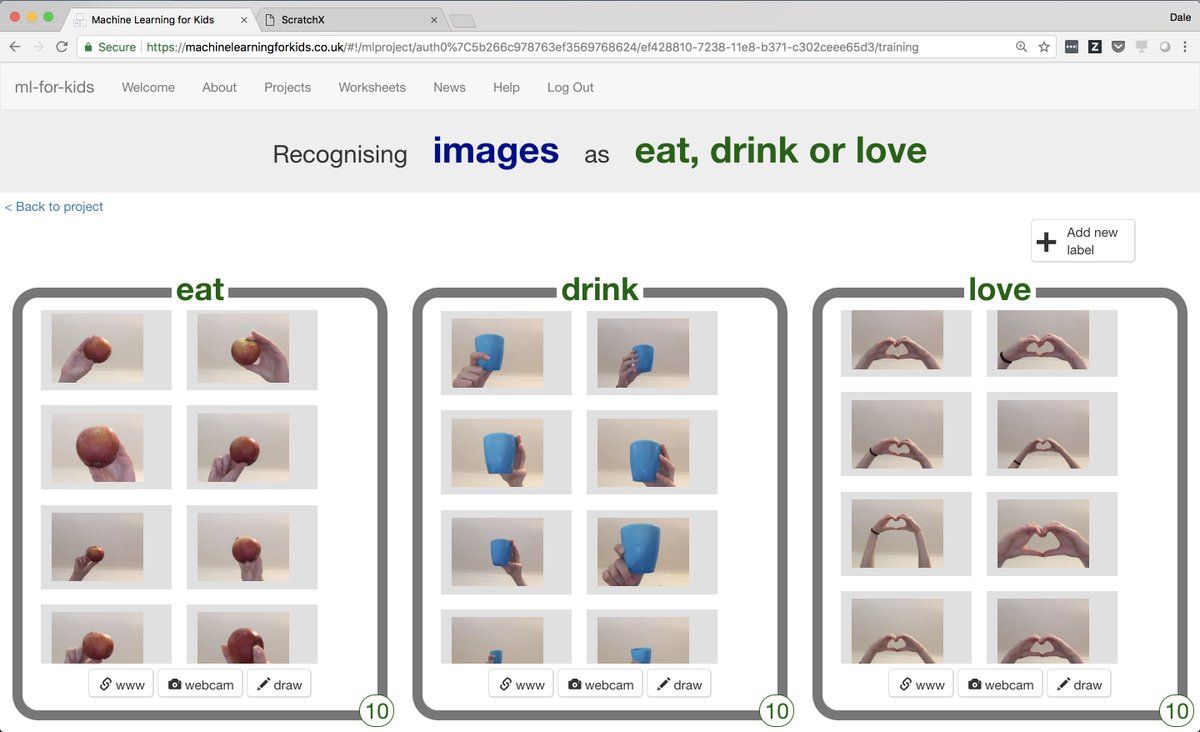 Machine Learning for Kids
ScratchX
Dale
Secure
https://machinelearningforkids.co.uk/#!/mlproject/auth0%7C5b266c978763ef3569768624/ef428810-7238-11e8-b371-c302ceee65d3/training
ml-for-kids Welcome About Projects Worksheets News Help Log Out
Recognising images as eat, drink or love
< Back to project
Add new
label
eat
www webcam draw
10
drink
www webcam draw
10
love
www webcam draw
10